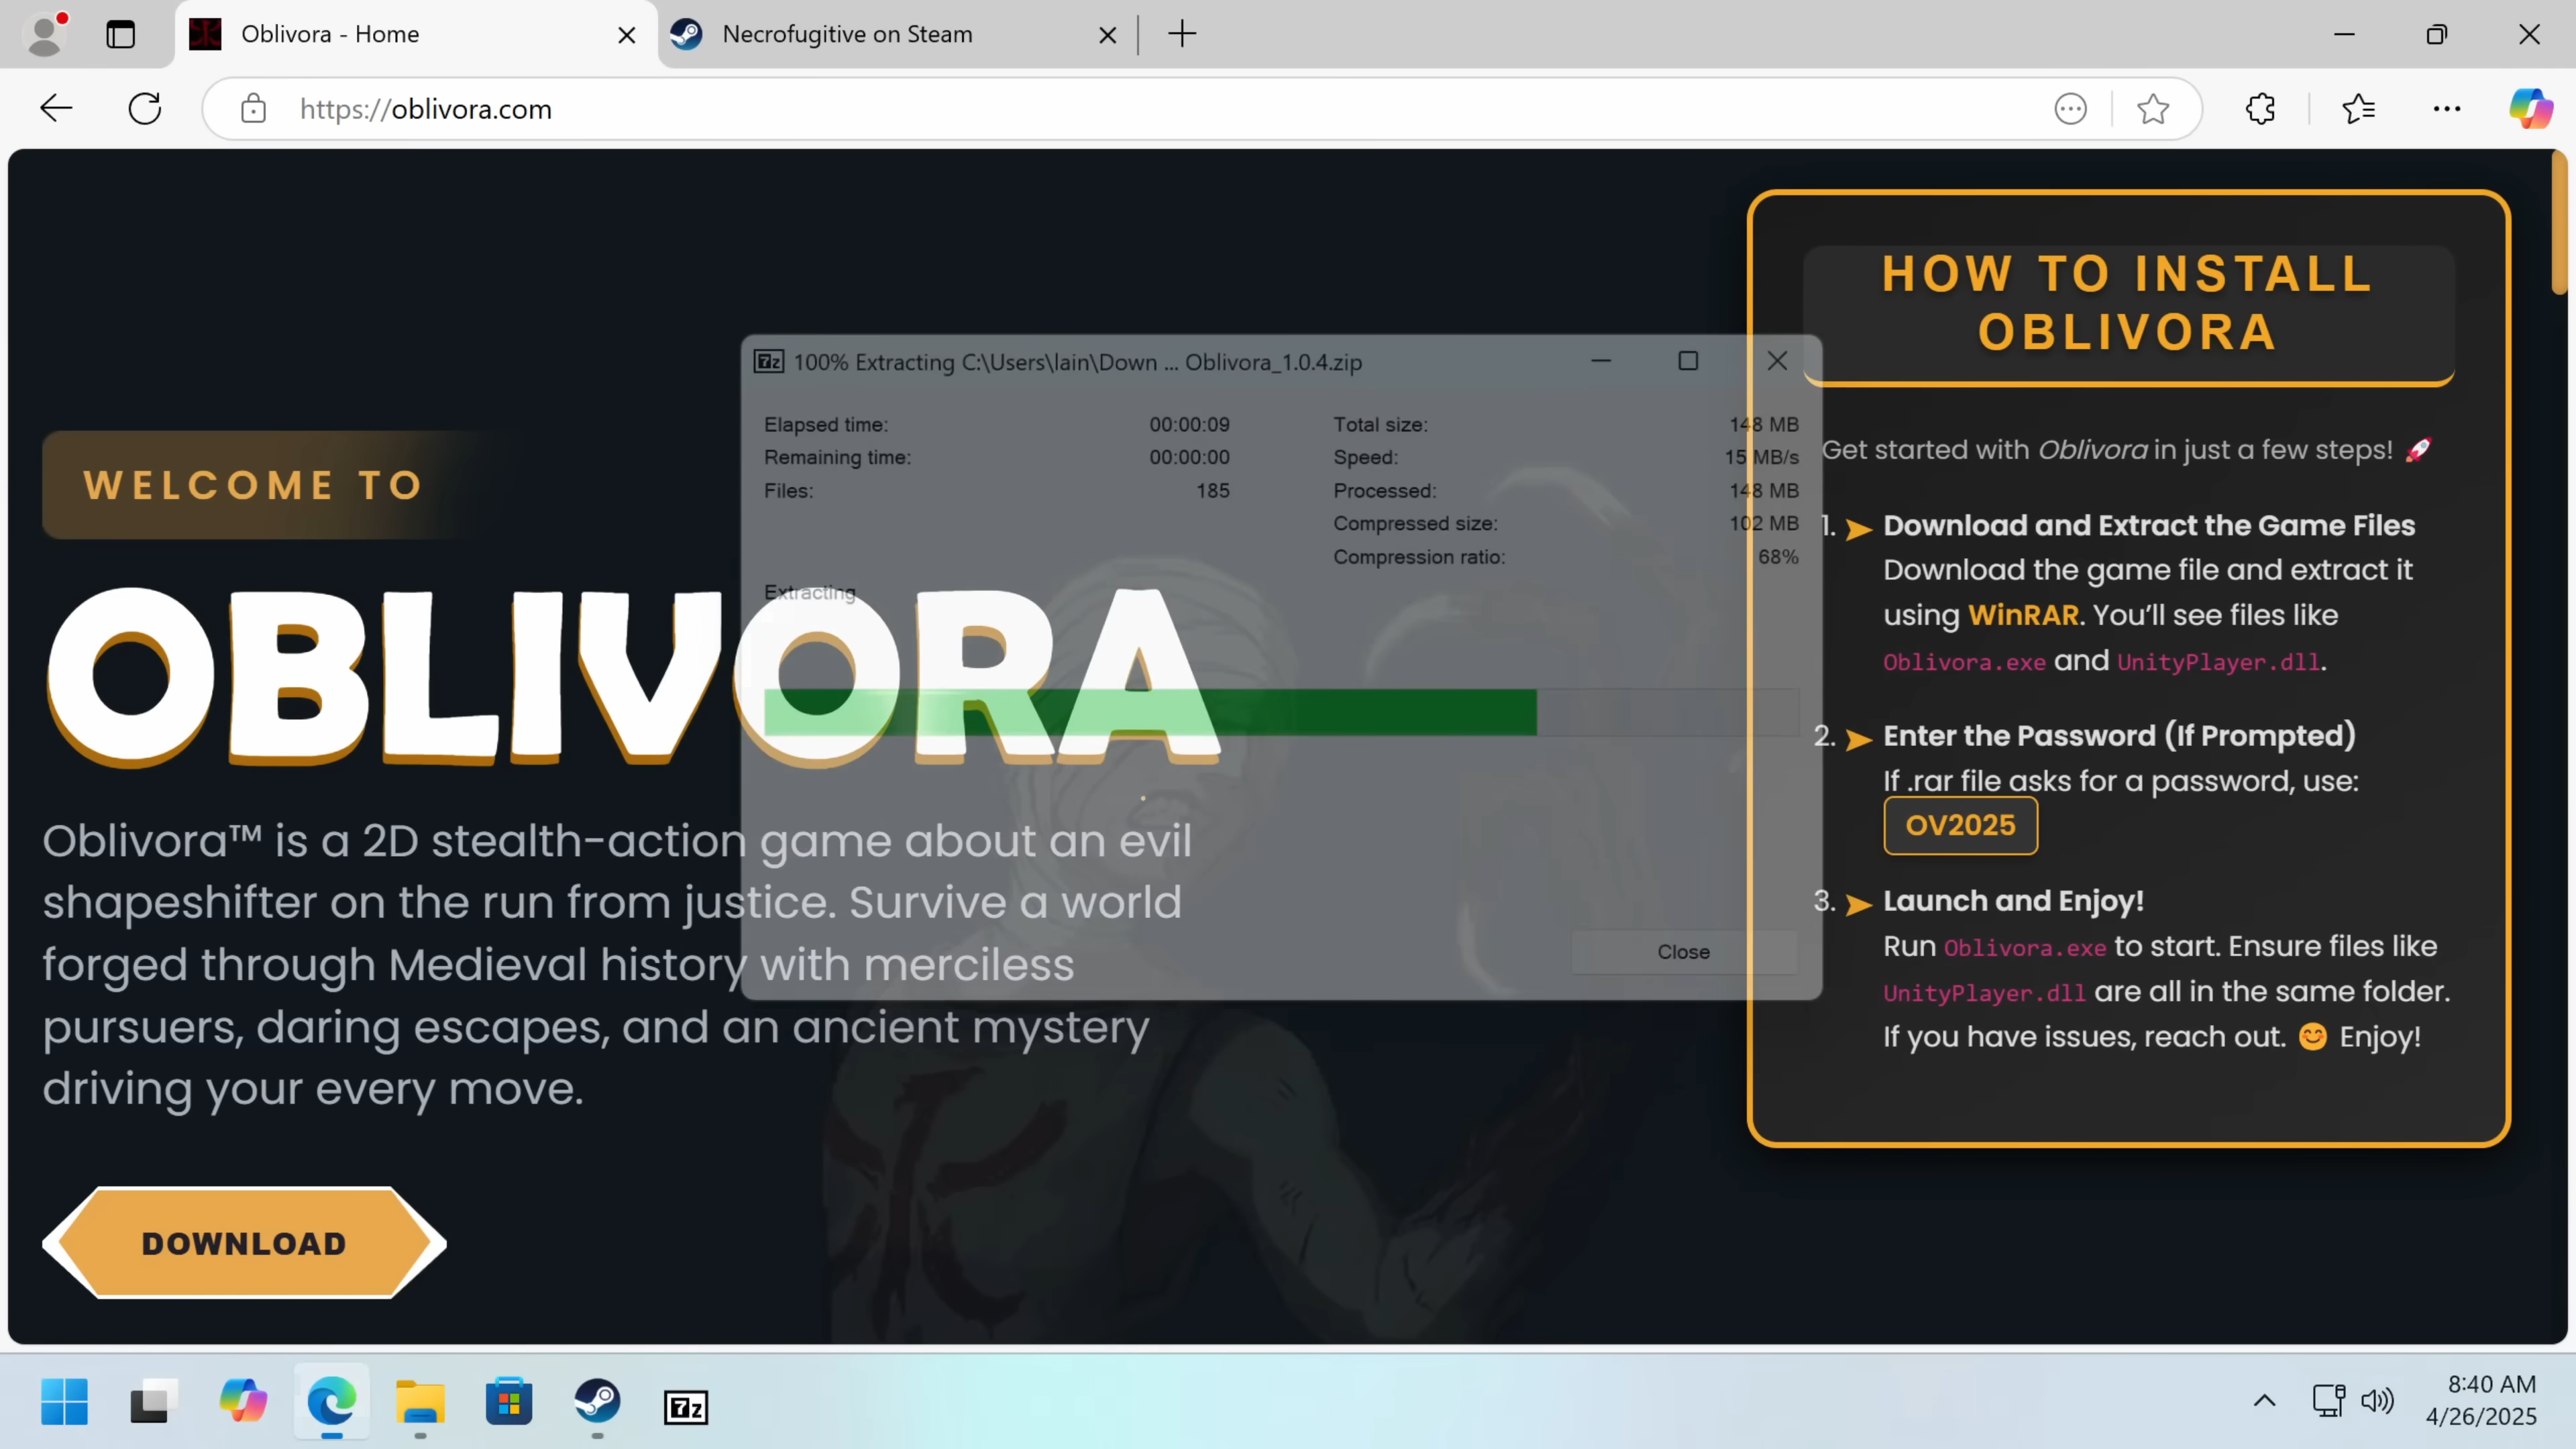 Oblivora - Home
Necrofugitive on Steam
https://oblivora.com
WELCOME TO
OBLIVORA
Oblivora™ is a 2D stealth-action game about an evil
shapeshifter on the run from justice. Survive a world
forged through Medieval history with merciless
pursuers, daring escapes, and an ancient mystery
driving your every move.
DOWNLOAD
7z 100% Extracting C:\Users\lain\Down ... Oblivora_1.0.4.zip
Elapsed time: 00:00:09 Total size: 148 MB
Remaining time: 00:00:00 Speed: 15 MB/s
Files: 185 Processed: 148 MB
Compressed size: 102 MB
Compression ratio: 68%
Extracting
Close
HOW TO INSTALL
OBLIVORA
Get started with Oblivora in just a few steps! 🚀
1. ➤ Download and Extract the Game Files
Download the game file and extract it
using WinRAR. You’ll see files like
Oblivora.exe and UnityPlayer.dll.
2. ➤ Enter the Password (If Prompted)
If .rar file asks for a password, use:
OV2025
3. ➤ Launch and Enjoy!
Run Oblivora.exe to start. Ensure files like
UnityPlayer.dll are all in the same folder.
If you have issues, reach out. 😊 Enjoy!
7z
8:40 AM
4/26/2025